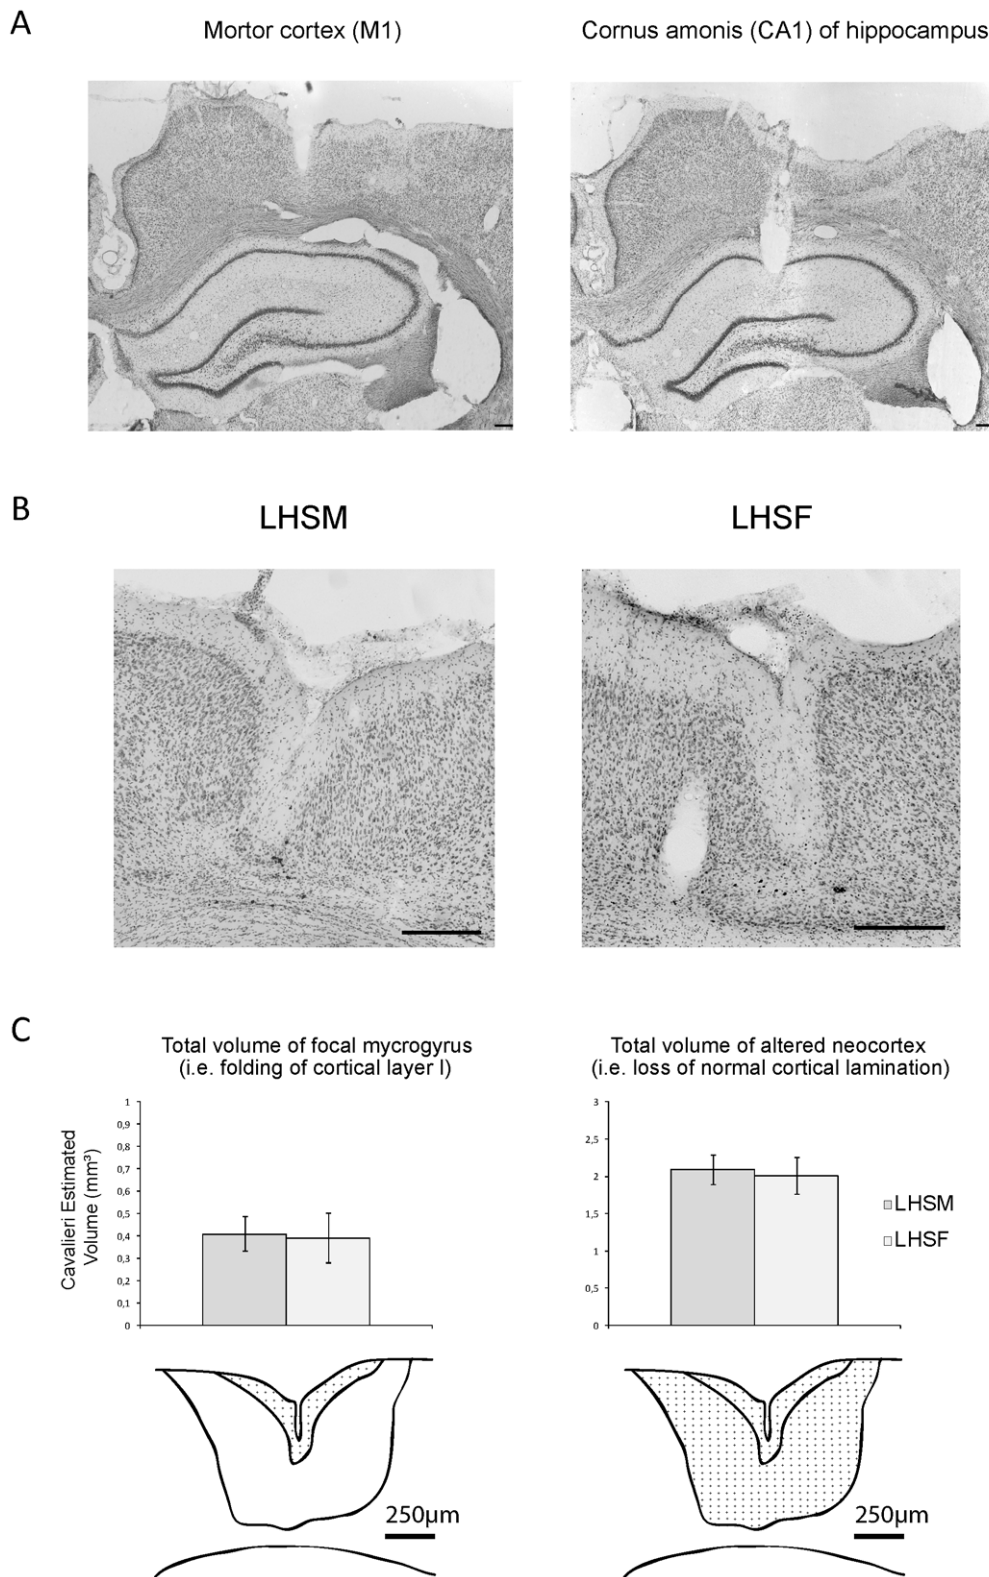 A
Mortor cortex (M1)
Cornus amonis (CA1) of hippocampus
B
LHSM
LHSF
C
Total volume of focal mycrogyrus
(i.e. folding of cortical layer I)
Cavalieri Estimated
Volume (mm³)
1
0,9
0,8
0,7
0,6
0,5
0,4
0,3
0,2
0,1
0
Total volume of altered neocortex
(i.e. loss of normal cortical lamination)
3
2,5
2
1,5
1
0,5
0
LHSM
LHSF
250µm
250µm